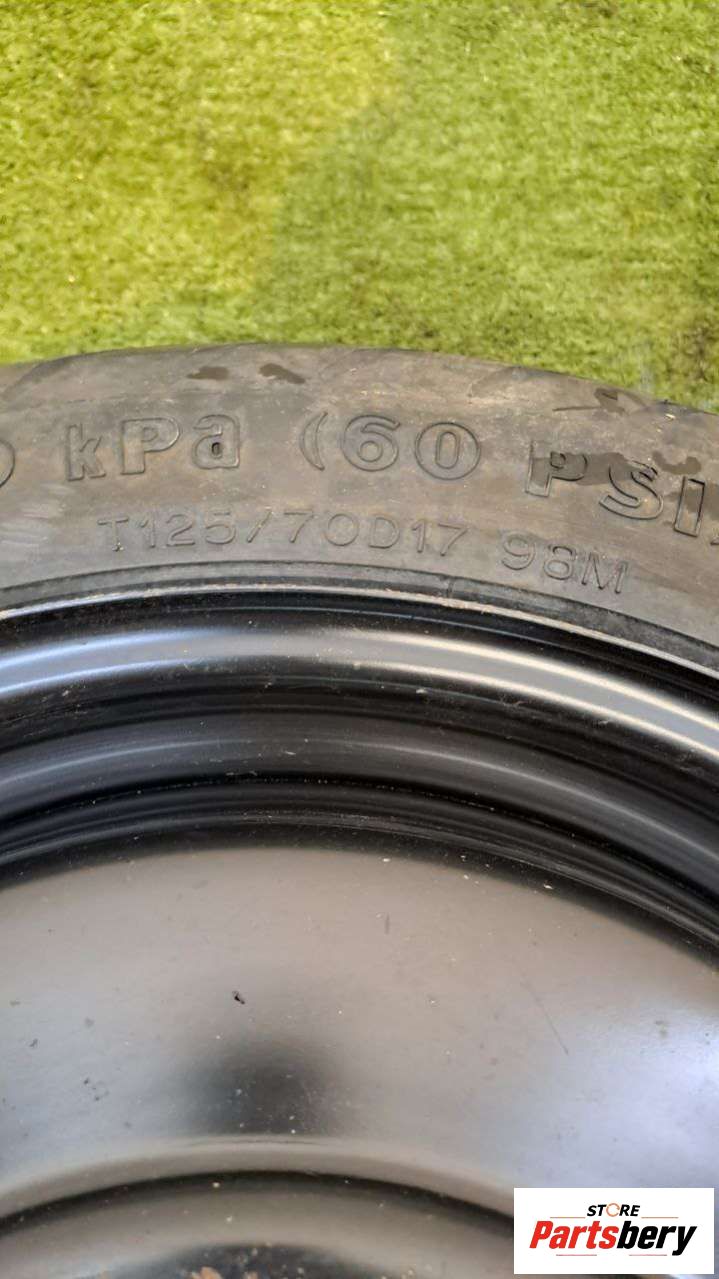 kPa (60 PSI
T125/70D17 98M
STORE
Partsbery